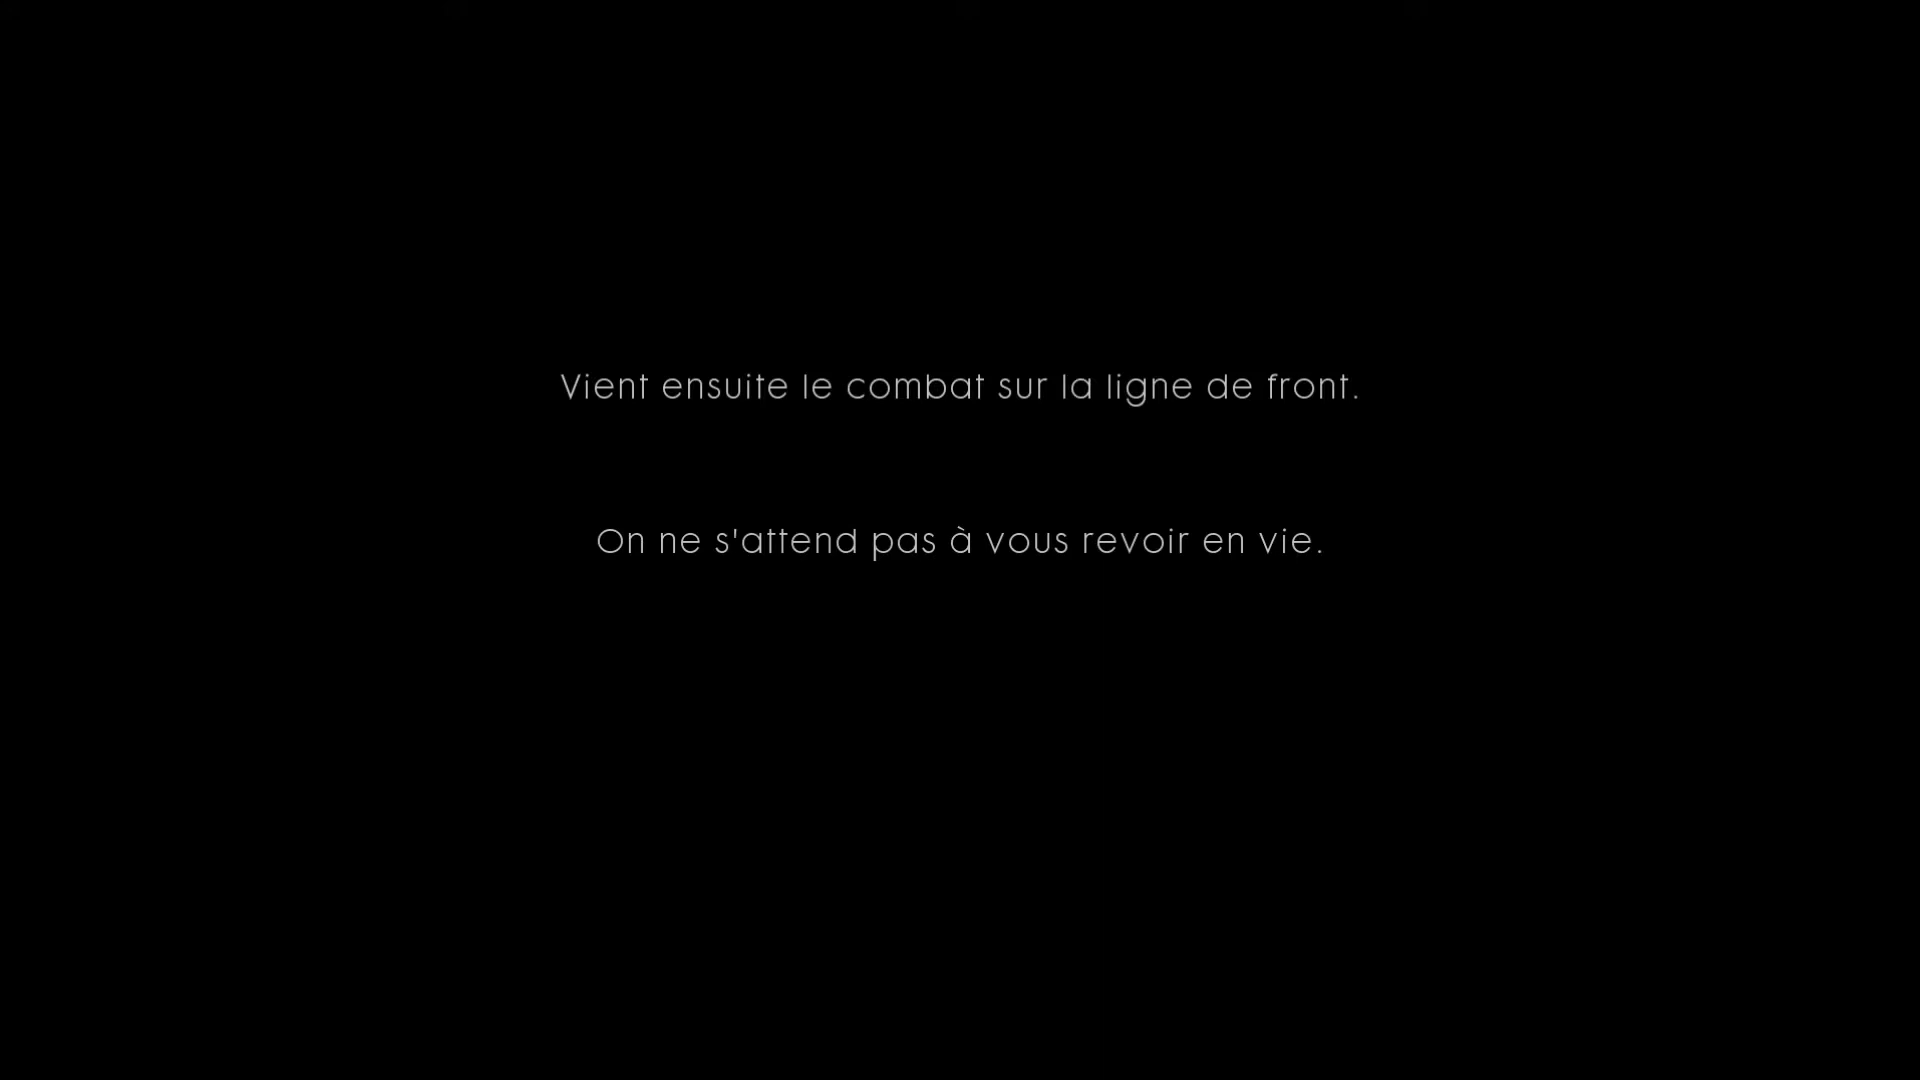 Vient ensuite le combat sur la ligne de front.
On ne s'attend pas à vous revoir en vie.